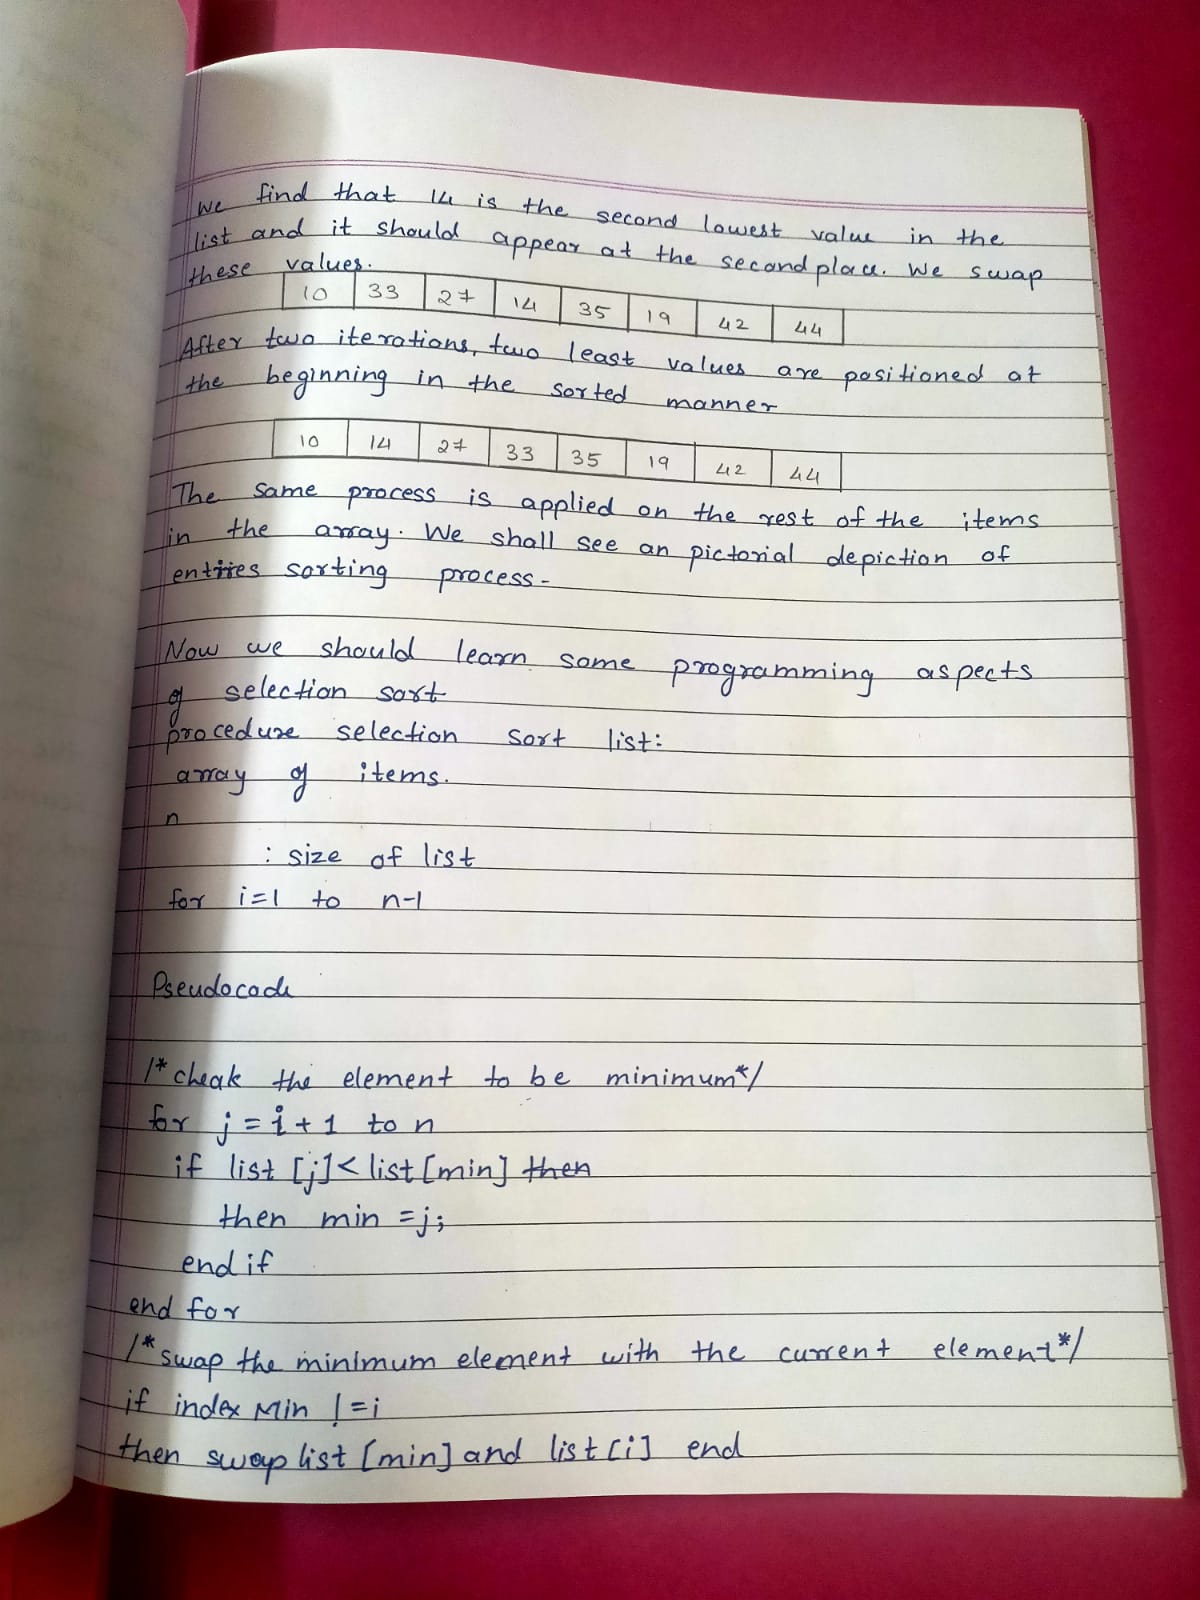 We find that 14 is the second lowest value in the
list and it should appear at the second place. We swap
these values.
10 33 27 14 35 19 42 44
After two iterations, two least values are positioned at
the beginning in the sorted manner
10 14 27 33 35 19 42 44
The same process is applied on the rest of the items
in the array. We shall see an pictorial depiction of
entires sorting process-
Now we should learn some programming aspects
of selection sort
procedure selection sort list:
array of items.
n
: size of list
for i=1 to n-1
Pseudocode
/* cheak the element to be minimum*/
for j = i + 1 to n
if list [j] < list [min] then
then min = j;
end if
end for
/* swap the minimum element with the current element*/
if index Min != i
then swap list [min] and list [i] end